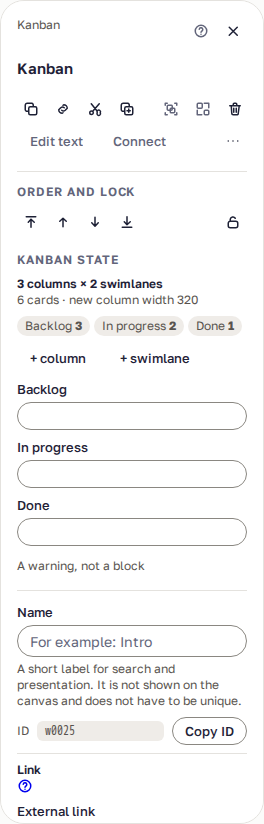 Kanban
Kanban
Edit text Connect ...
ORDER AND LOCK
KANBAN STATE
3 columns × 2 swimlanes
6 cards · new column width 320
Backlog 3 In progress 2 Done 1
+ column + swimlane
Backlog
In progress
Done
A warning, not a block
Name
For example: Intro
A short label for search and
presentation. It is not shown on the
canvas and does not have to be unique.
ID w0025 Copy ID
Link
External link